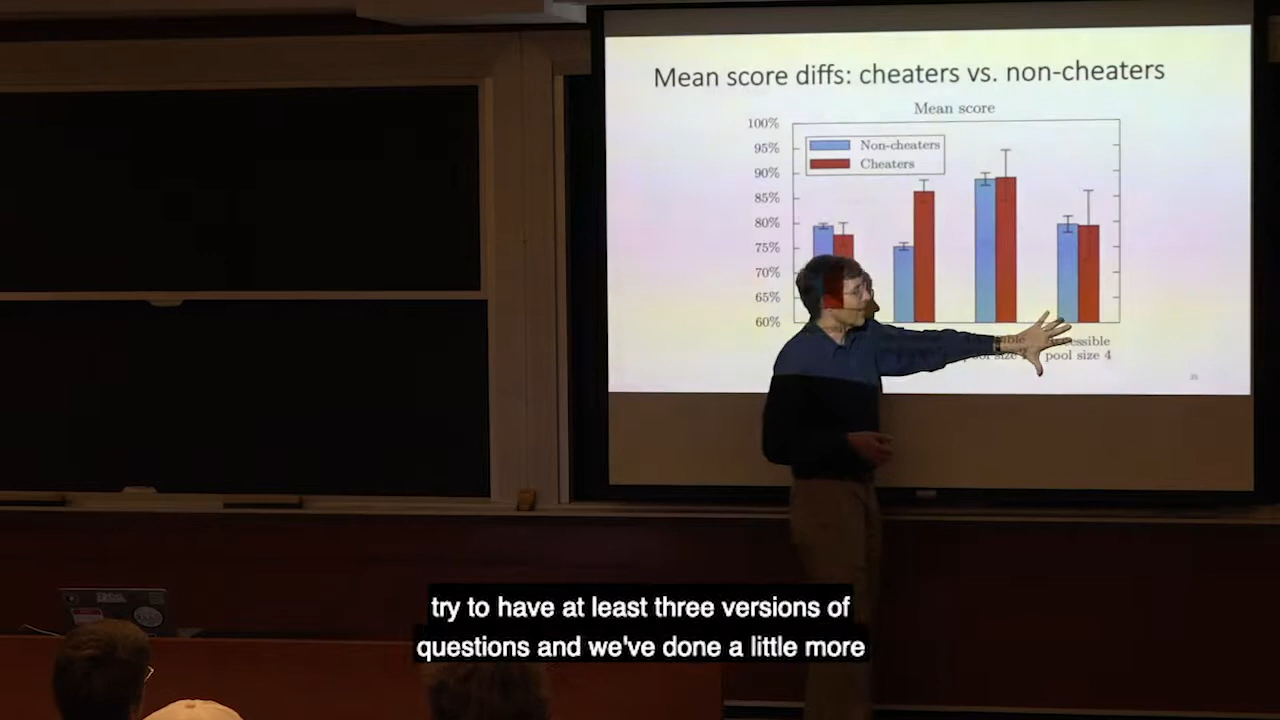 Mean score diffs: cheaters vs. non-cheaters
Mean score
100%
95%
90%
85%
80%
75%
70%
65%
60%
Non-cheaters
Cheaters
pool size 4
try to have at least three versions of
questions and we've done a little more